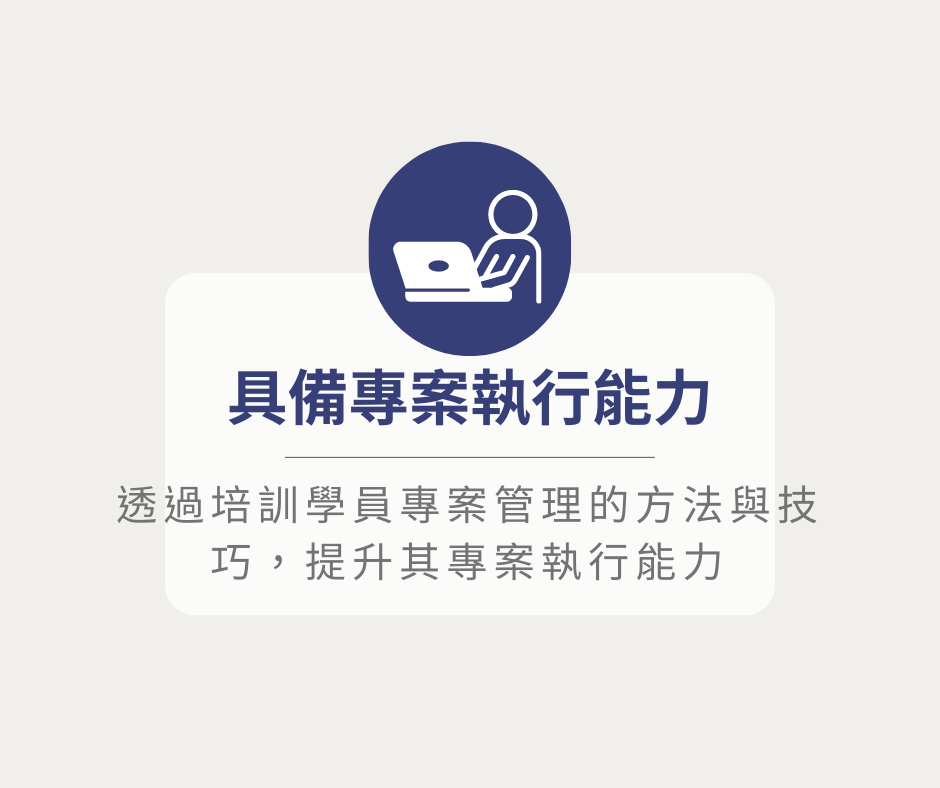 具備專案執行能力
透過培訓學員專案管理的方法與技
巧，提升其專案執行能力